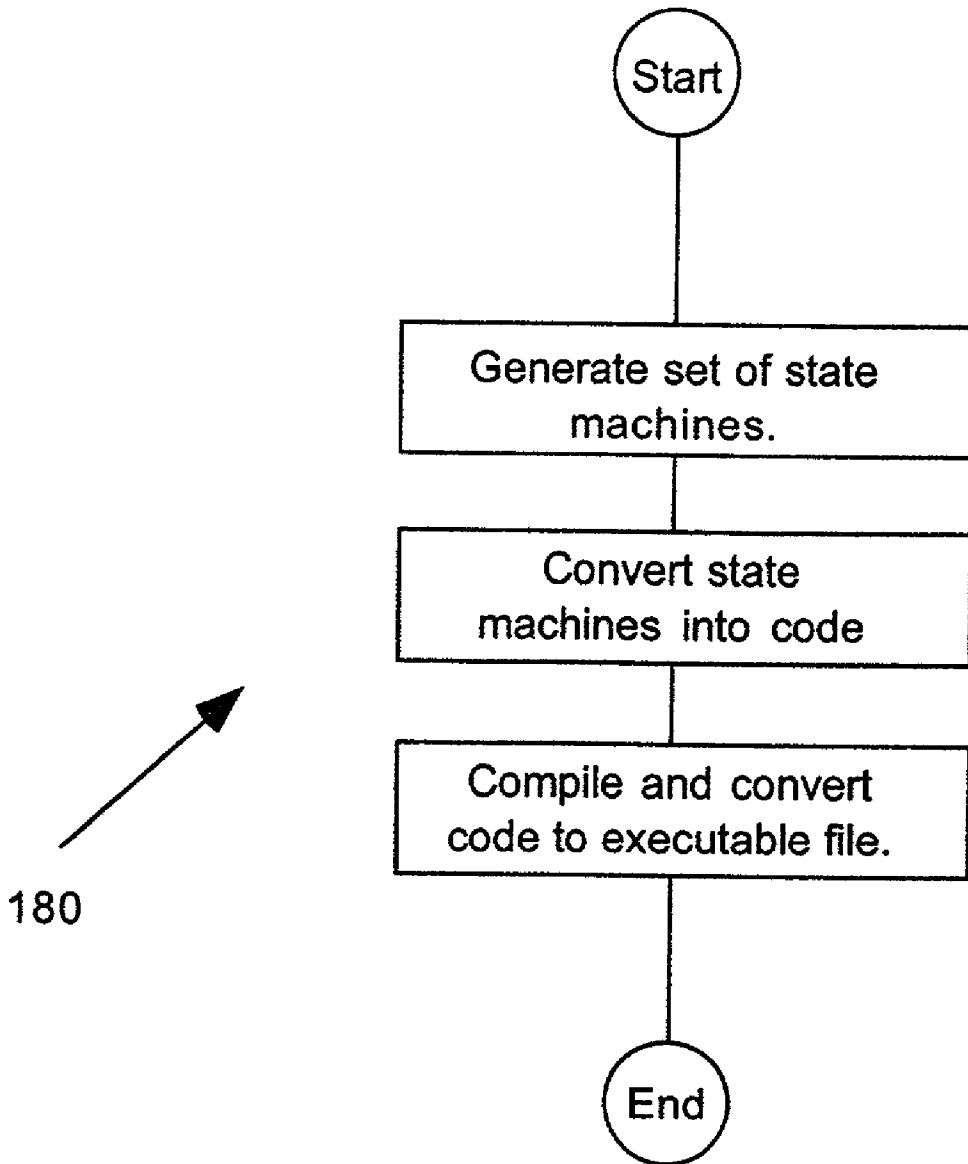 Start
Generate set of state
machines.
Convert state
machines into code
Compile and convert
code to executable file.
180
End